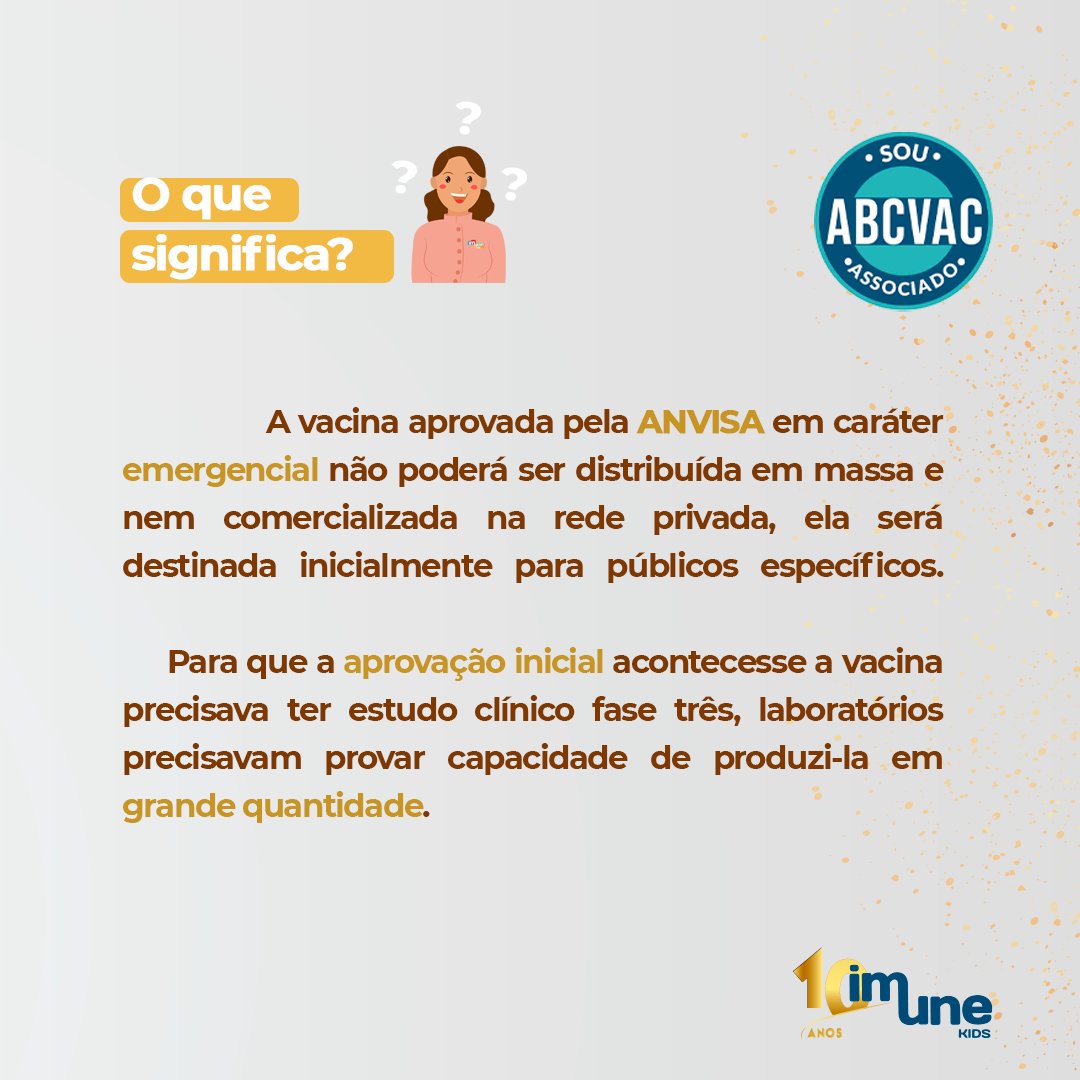 O que
significa?
? ? ?
• SOU •
ABCVAC
• ASSOCIADO •
A vacina aprovada pela ANVISA em caráter
emergencial não poderá ser distribuída em massa e
nem comercializada na rede privada, ela será
destinada inicialmente para públicos específicos.
Para que a aprovação inicial acontecesse a vacina
precisava ter estudo clínico fase três, laboratórios
precisavam provar capacidade de produzi-la em
grande quantidade.
10 imune
ANOS
KIDS